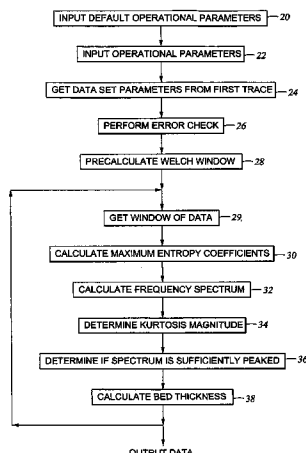 INPUT DEFAULT OPERATIONAL PARAMETERS 20
INPUT OPERATIONAL PARAMETERS 22
GET DATA SET PARAMETERS FROM FIRST TRACE 24
PERFORM ERROR CHECK 26
PRECALCULATE WELCH WINDOW 28
GET WINDOW OF DATA 29
CALCULATE MAXIMUM ENTROPY COEFFICIENTS 30
CALCULATE FREQUENCY SPECTRUM 32
DETERMINE KURTOSIS MAGNITUDE 34
DETERMINE IF SPECTRUM IS SUFFICIENTLY PEAKED 36
CALCULATE BED THICKNESS 38
OUTPUT DATA